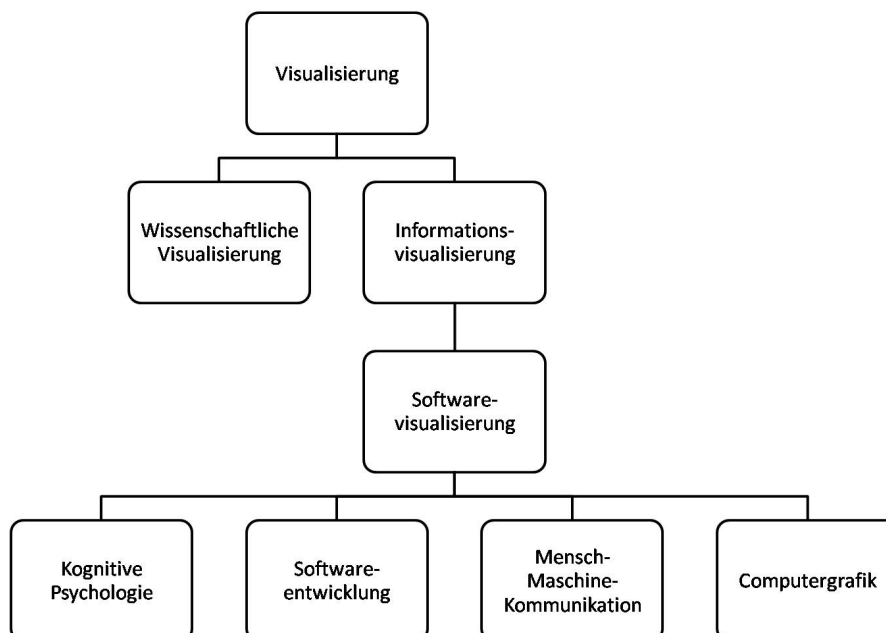 Visualisierung
Wissenschaftliche
Visualisierung
Informations-
visualisierung
Software-
visualisierung
Kognitive
Psychologie
Software-
entwicklung
Mensch-
Maschine-
Kommunikation
Computergrafik